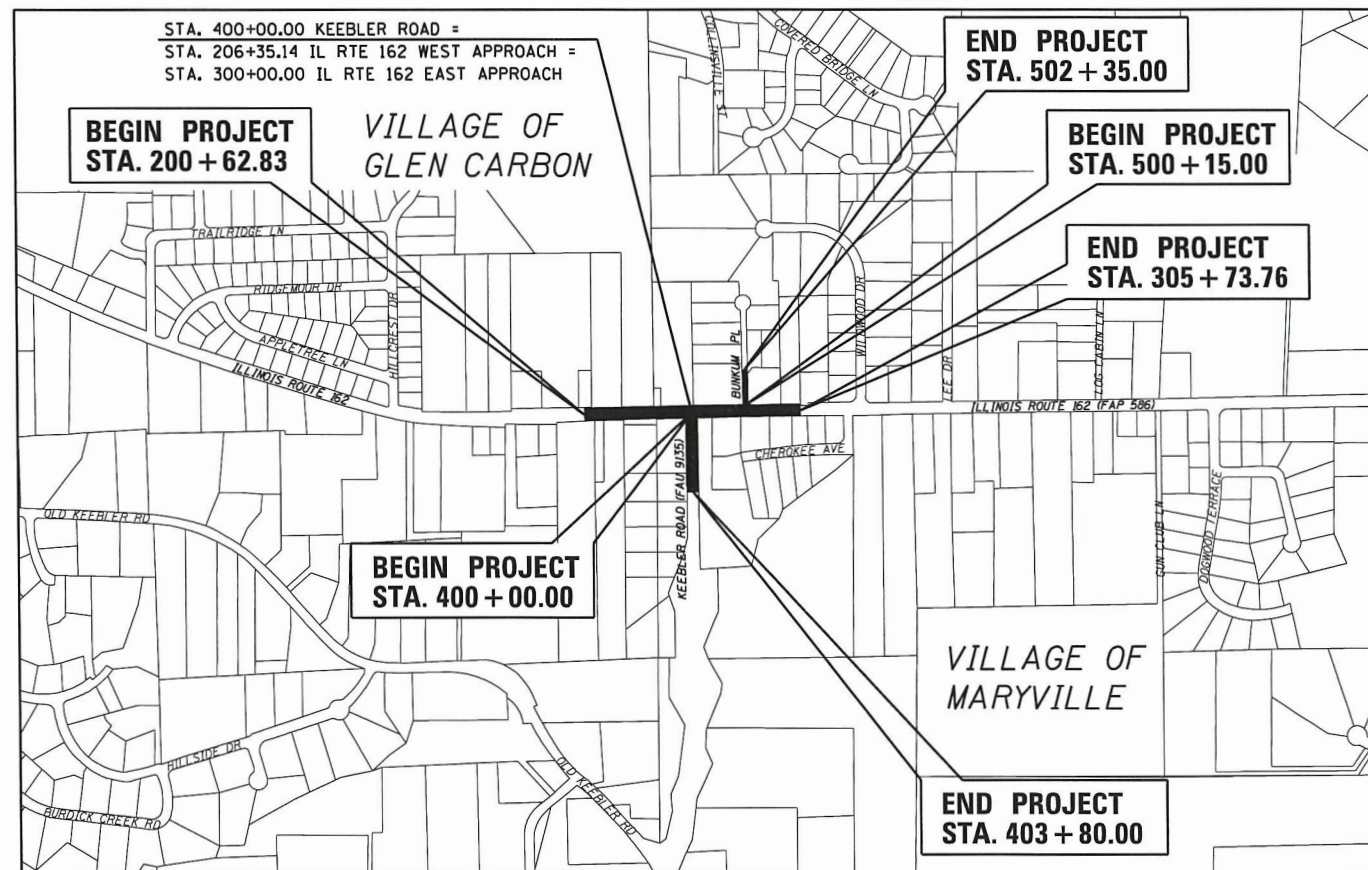 STA. 400+00.00 KEEBLER ROAD =
STA. 206+35.14 IL RTE 162 WEST APPROACH =
STA. 300+00.00 IL RTE 162 EAST APPROACH
BEGIN PROJECT
STA. 200+62.83
VILLAGE OF
GLEN CARBON
COLLINSVILLE ST
COVERED BRIDGE LN
END PROJECT
STA. 502+35.00
BEGIN PROJECT
STA. 500+15.00
END PROJECT
STA. 305+73.76
TRAILRIDGE LN
RIDGEMOOR DR
APPLETREE LN
HILLCREST DR
ILLINOIS ROUTE 162
BUNKUM PL
WILDWOOD DR
LEE DR
LOG CABIN LN
ILLINOIS ROUTE 162 (FAP 586)
CHEROKEE AVE
KEEBLER ROAD (FAU 9135)
OLD KEEBLER RD
BEGIN PROJECT
STA. 400+00.00
GUN CLUB LN
DOGWOOD TERRACE
VILLAGE OF
MARYVILLE
HILLSIDE DR
BURDICK CREEK RD
OLD KEEBLER RD
END PROJECT
STA. 403+80.00